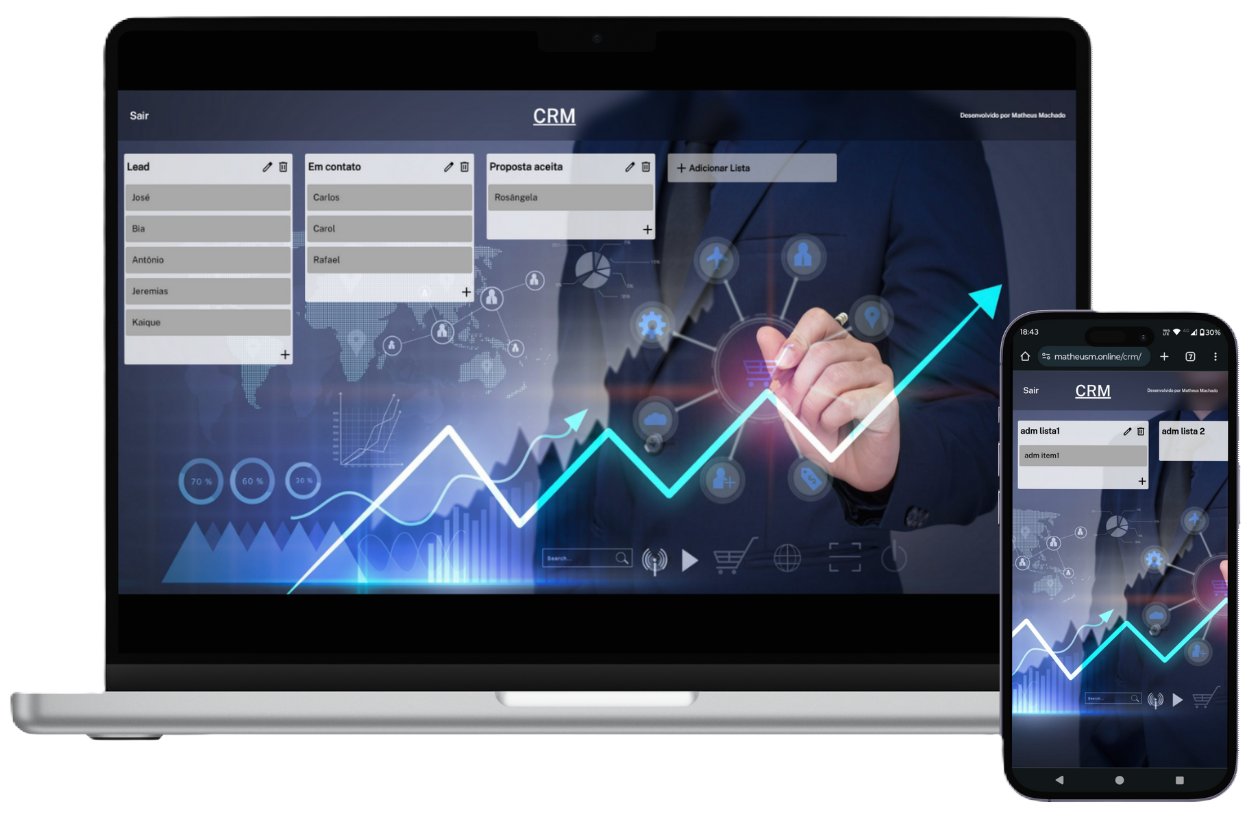 Sair
CRM
Desenvolvido por Matheus Machado
Lead
José
Bia
Antônio
Jeremias
Kaique
Em contato
Carlos
Carol
Rafael
Proposta aceita
Rosângela
+ Adicionar Lista
70 %
60 %
30 %
Search...
18:43
30%
matheusm.online/crm/
7
Sair
CRM
Desenvolvido por Matheus Machado
adm lista1
adm item1
adm lista 2
Search...